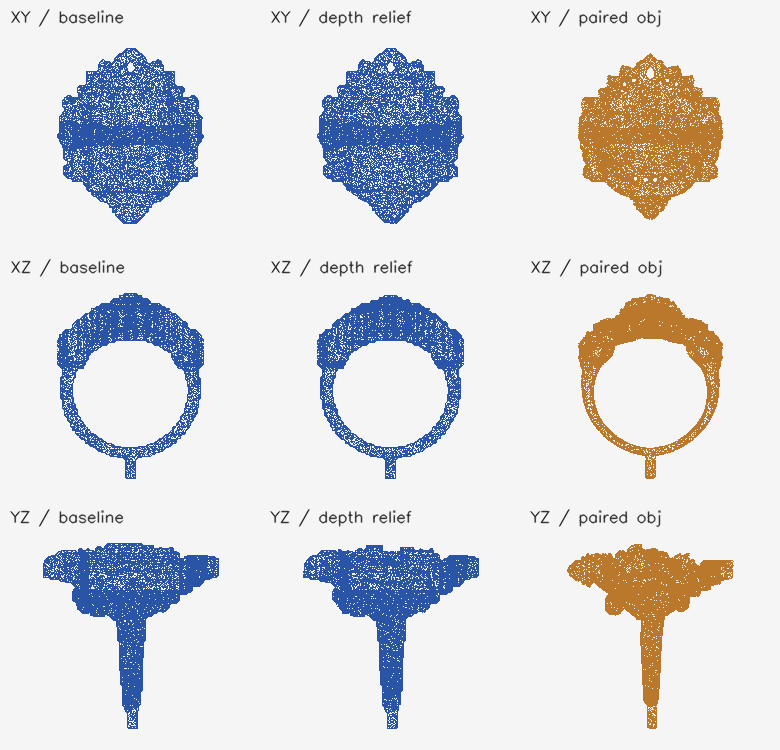 XY / baseline
XY / depth relief
XY / paired obj
XZ / baseline
XZ / depth relief
XZ / paired obj
YZ / baseline
YZ / depth relief
YZ / paired obj